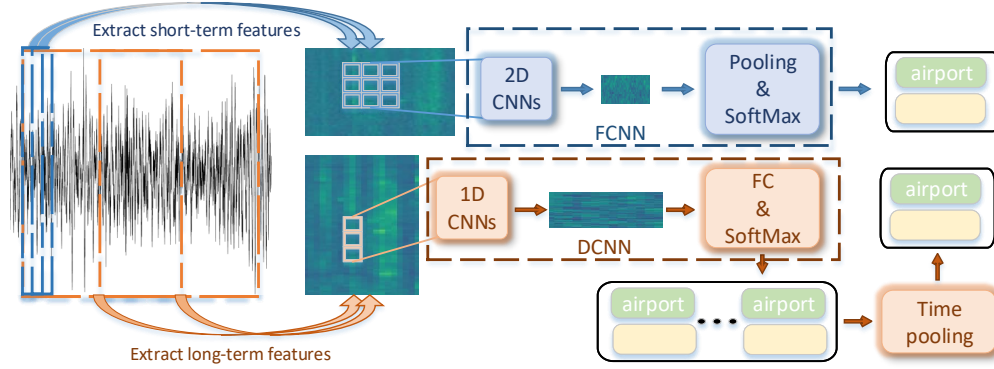 Extract short-term features
2D
CNNs
Pooling
&
SoftMax
FCNN
airport
1D
CNNs
FC
&
SoftMax
DCNN
airport
airport
airport
Time
pooling
Extract long-term features